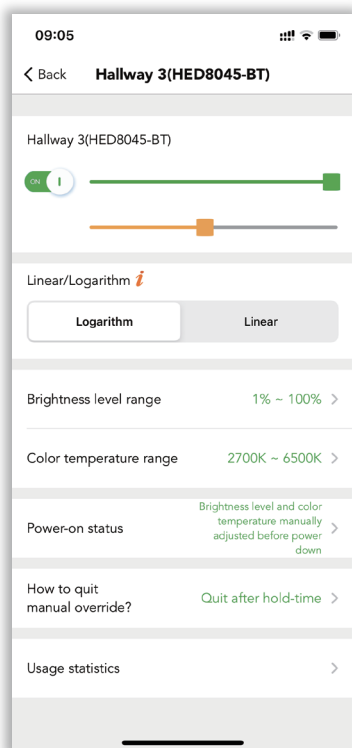 09:05
Back Hallway 3(HED8045-BT)
Hallway 3(HED8045-BT)
ON
Linear/Logarithm i
Logarithm Linear
Brightness level range 1% ~ 100%
Color temperature range 2700K ~ 6500K
Power-on status
Brightness level and color
temperature manually
adjusted before power
down
How to quit
manual override?
Quit after hold-time
Usage statistics